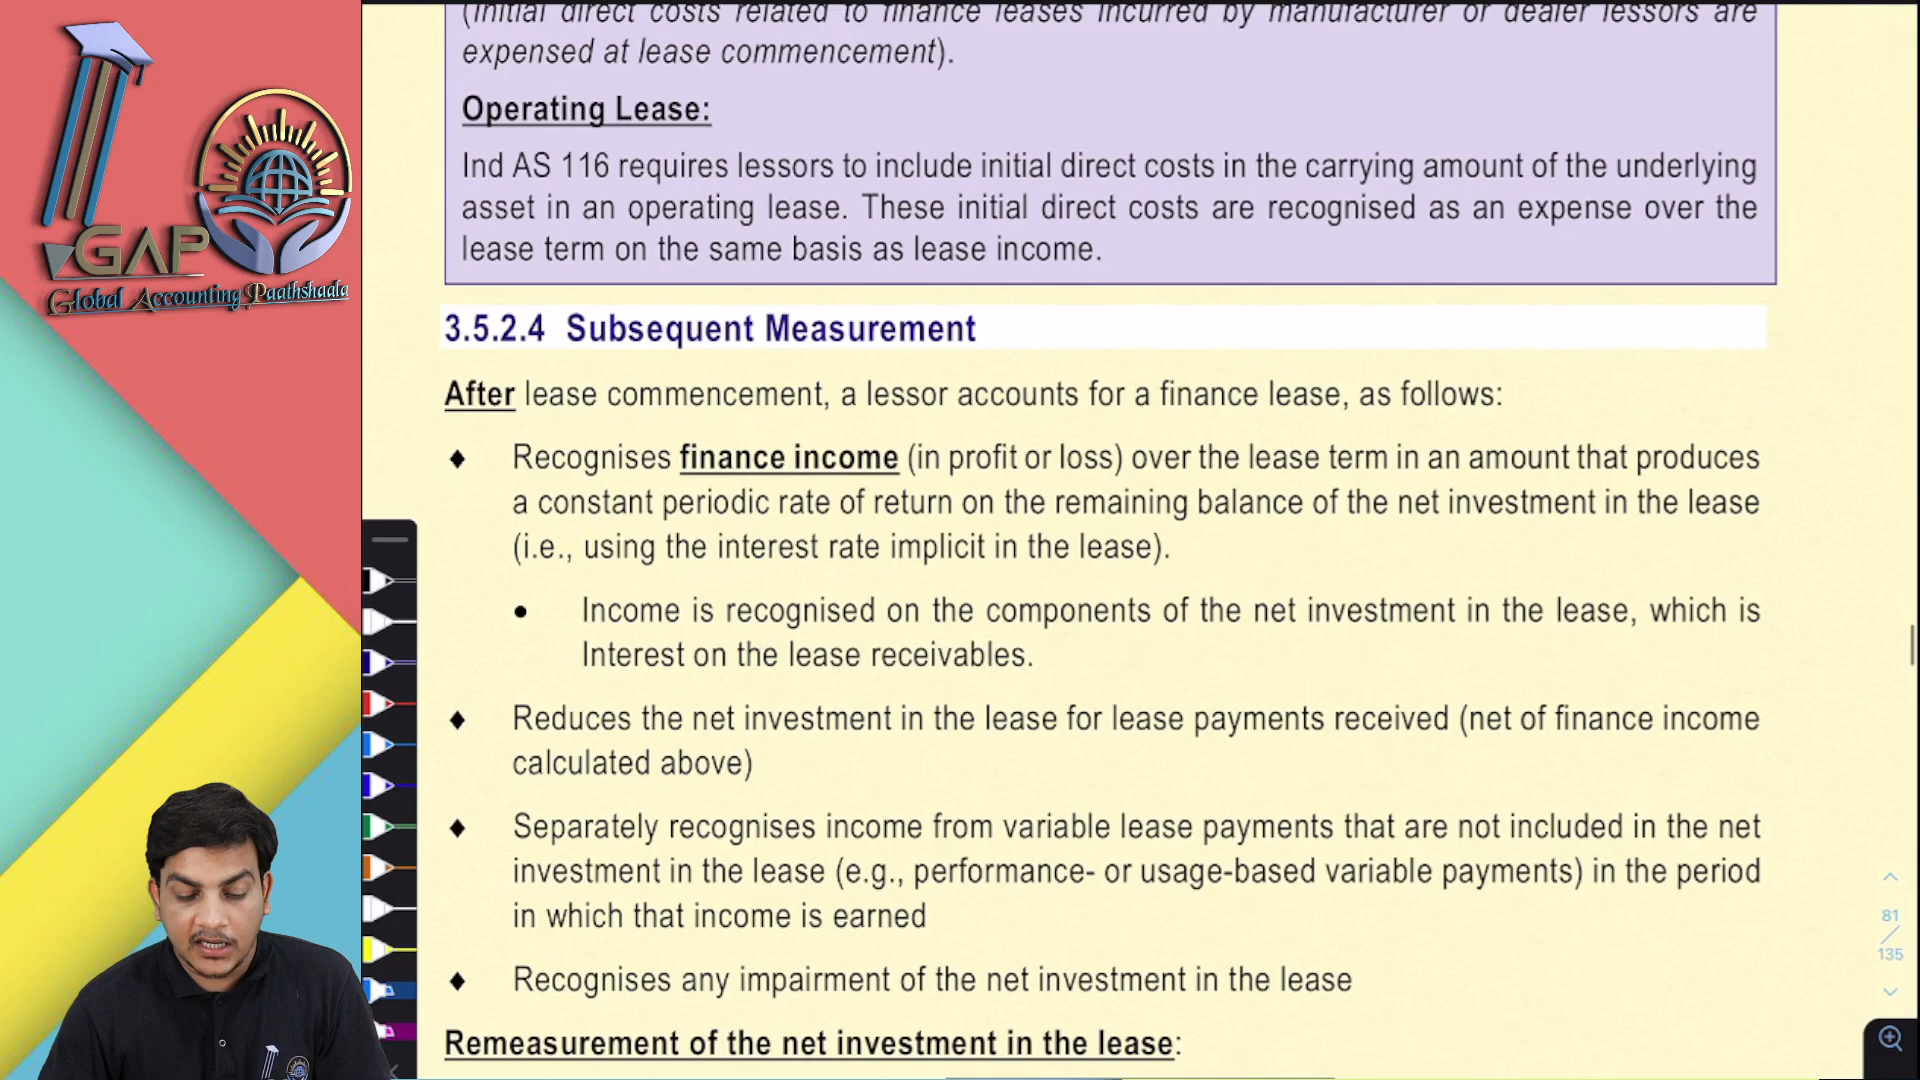 (Initial direct costs related to finance leases incurred by manufacturer or dealer lessors are
expensed at lease commencement).
Operating Lease:
Ind AS 116 requires lessors to include initial direct costs in the carrying amount of the underlying
asset in an operating lease. These initial direct costs are recognised as an expense over the
lease term on the same basis as lease income.
GAP
Global Accounting Paathshaala
3.5.2.4 Subsequent Measurement
After lease commencement, a lessor accounts for a finance lease, as follows:
♦ Recognises finance income (in profit or loss) over the lease term in an amount that produces
a constant periodic rate of return on the remaining balance of the net investment in the lease
(i.e., using the interest rate implicit in the lease).
• Income is recognised on the components of the net investment in the lease, which is
Interest on the lease receivables.
♦ Reduces the net investment in the lease for lease payments received (net of finance income
calculated above)
♦ Separately recognises income from variable lease payments that are not included in the net
investment in the lease (e.g., performance- or usage-based variable payments) in the period
in which that income is earned
♦ Recognises any impairment of the net investment in the lease
Remeasurement of the net investment in the lease:
81
/
135